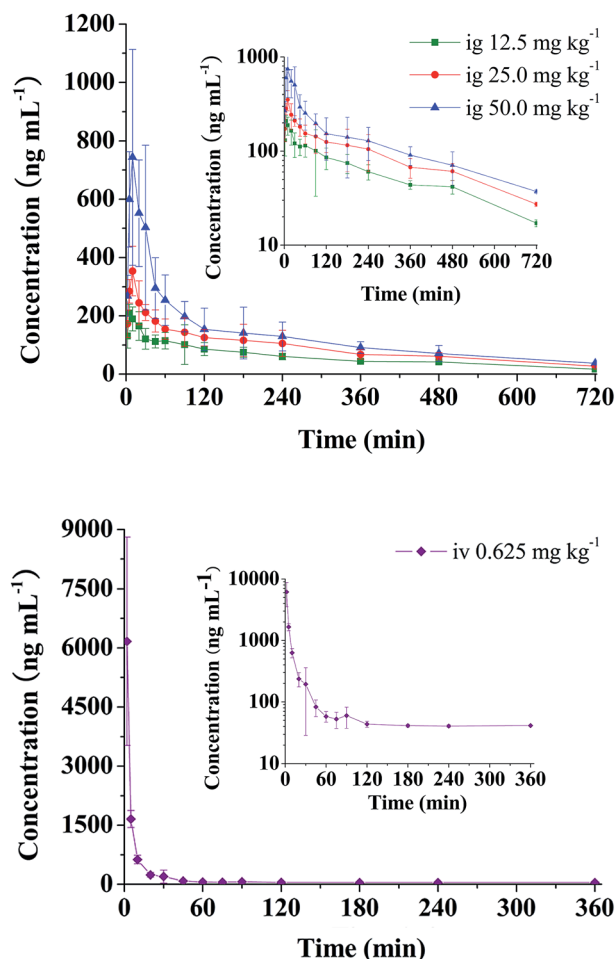 1200
1000
800
600
400
200
0
Concentration (ng mL⁻¹)
0 120 240 360 480 600 720
Time (min)
ig 12.5 mg kg⁻¹
ig 25.0 mg kg⁻¹
ig 50.0 mg kg⁻¹
1000
100
10
Concentration (ng mL⁻¹)
0 120 240 360 480 600 720
Time (min)
9000
7500
6000
4500
3000
1500
0
Concentration (ng mL⁻¹)
0 60 120 180 240 300 360
Time (min)
iv 0.625 mg kg⁻¹
10000
1000
100
10
Concentration (ng mL⁻¹)
0 60 120 180 240 300 360
Time (min)